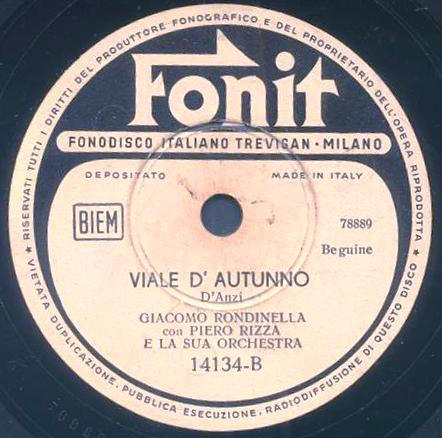 ★ RISERVATI TUTTI I DIRITTI DEL PRODUTTORE FONOGRAFICO E DEL PROPRIETARIO DELL'OPERA RIPRODOTTA ★
Fonit
FONODISCO ITALIANO TREVISAN · MILANO
DEPOSITATO MADE IN ITALY
BIEM
78889
Beguine
VIALE D' AUTUNNO
D'Anzi
GIACOMO RONDINELLA
con PIERO RIZZA
E LA SUA ORCHESTRA
14134-B
VIETATA DUPLICAZIONE, PUBBLICA ESECUZIONE, RADIODIFFUSIONE DI QUESTO DISCO